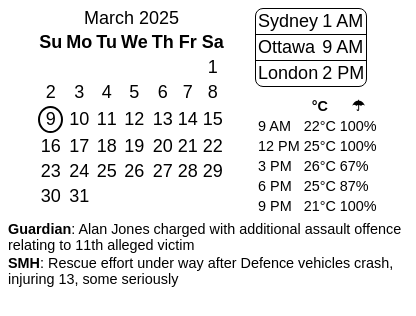 March 2025
Su Mo Tu We Th Fr Sa
1
2 3 4 5 6 7 8
9 10 11 12 13 14 15
16 17 18 19 20 21 22
23 24 25 26 27 28 29
30 31
Sydney 1 AM
Ottawa 9 AM
London 2 PM
°C ☂
9 AM 22°C 100%
12 PM 25°C 100%
3 PM 26°C 67%
6 PM 25°C 87%
9 PM 21°C 100%
Guardian: Alan Jones charged with additional assault offence
relating to 11th alleged victim
SMH: Rescue effort under way after Defence vehicles crash,
injuring 13, some seriously